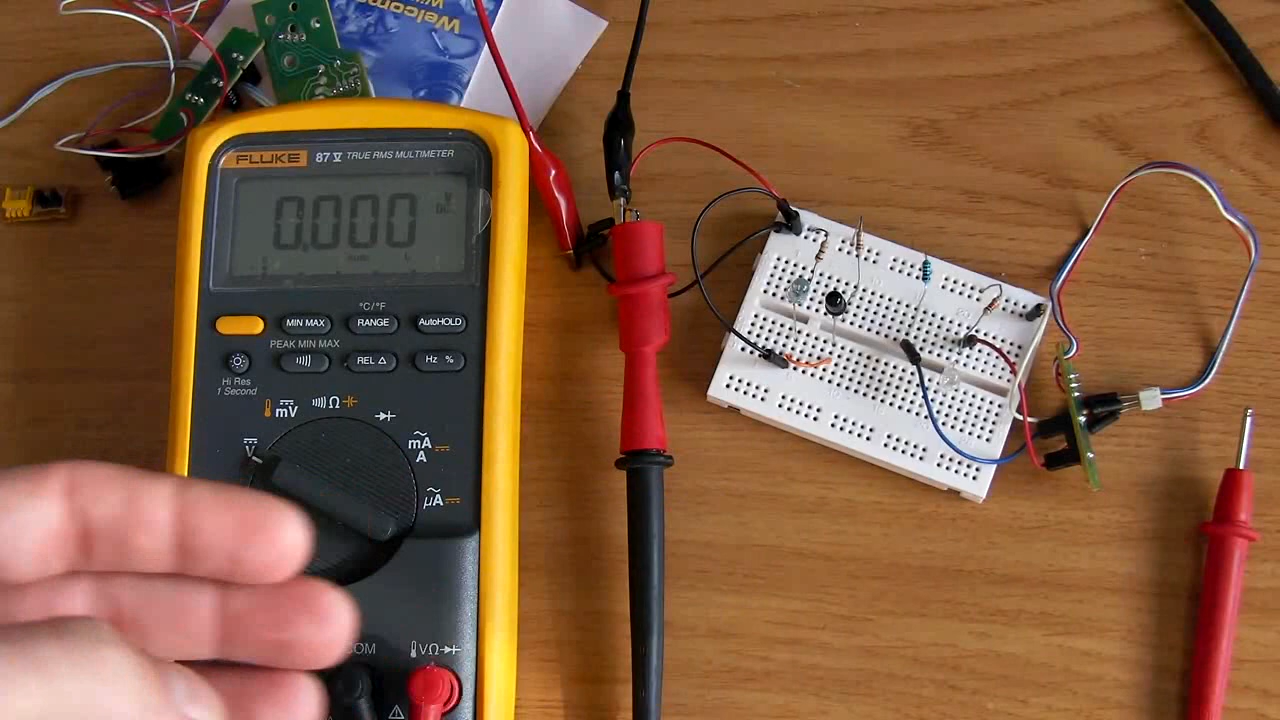 Welcome
FLUKE 87 V TRUE RMS MULTIMETER
0.000
V
DC
°C/°F
MIN MAX
RANGE
AutoHOLD
PEAK MIN MAX
REL Δ
Hz %
Hi Res
1 Second
mV
Ω
V
mA
A
µA
COM
VΩ